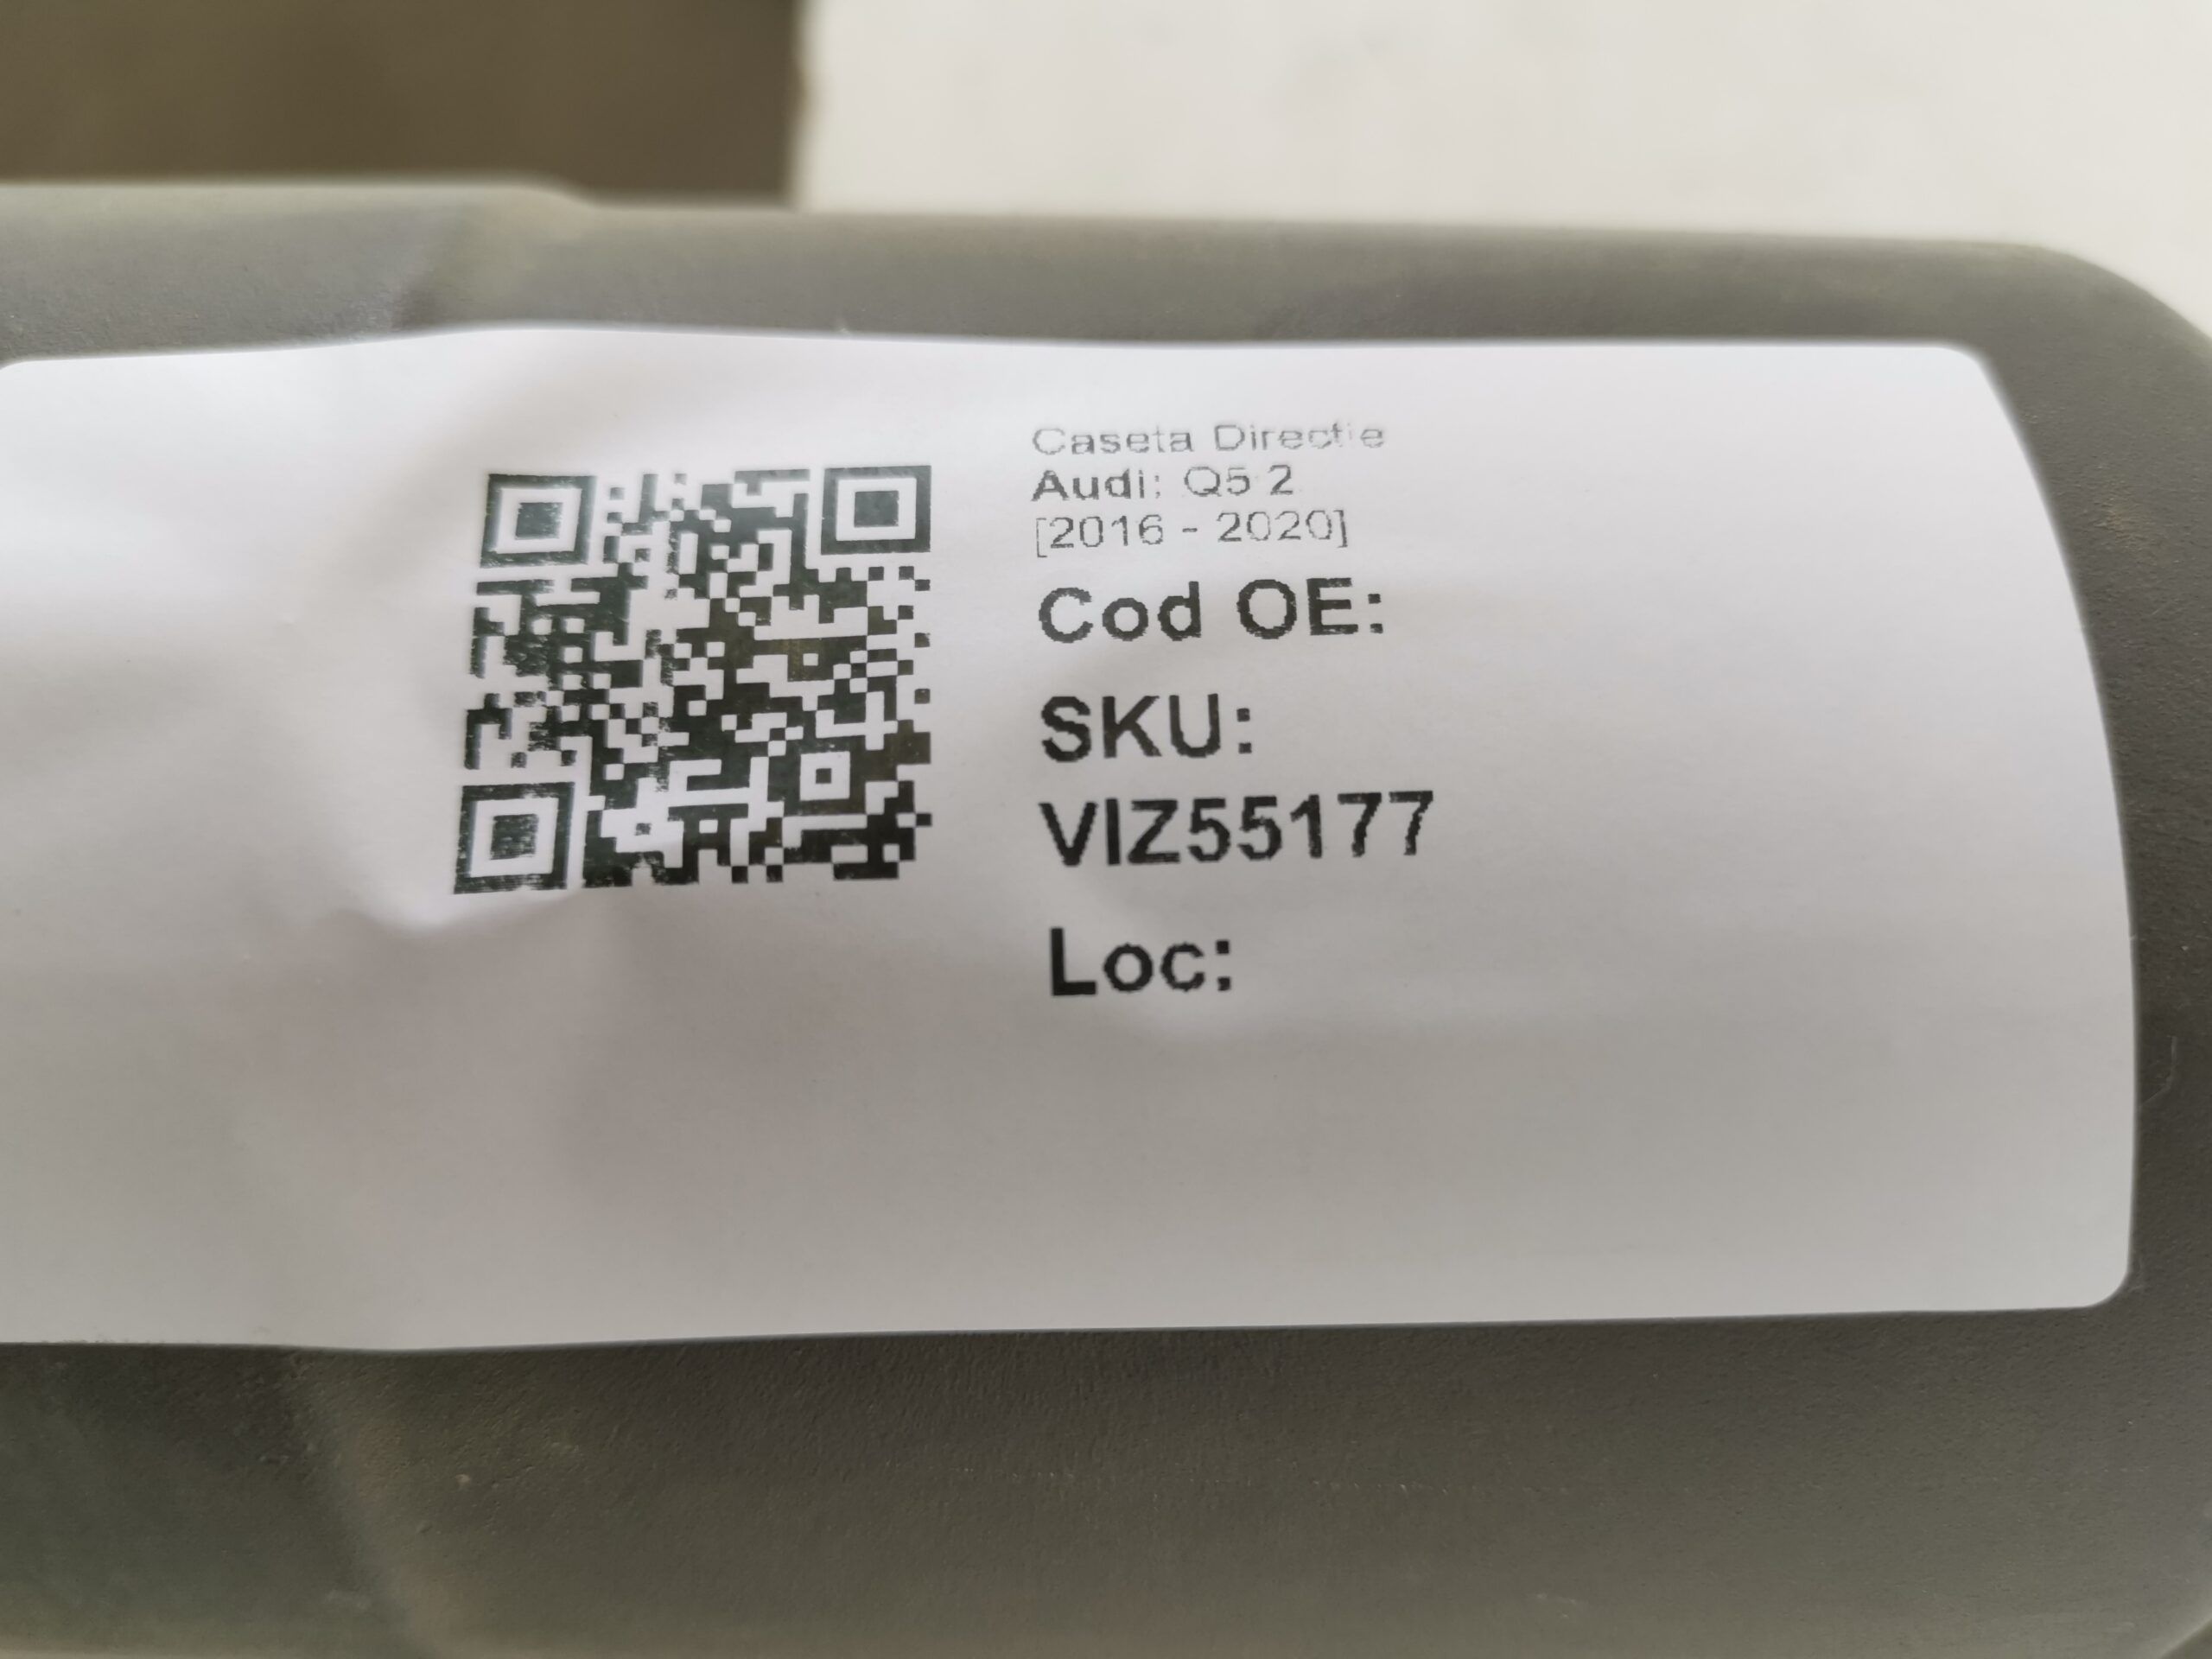 Caseta Directie
Audi; Q5 2
[2016 - 2020]
Cod OE:
SKU:
VIZ55177
Loc: